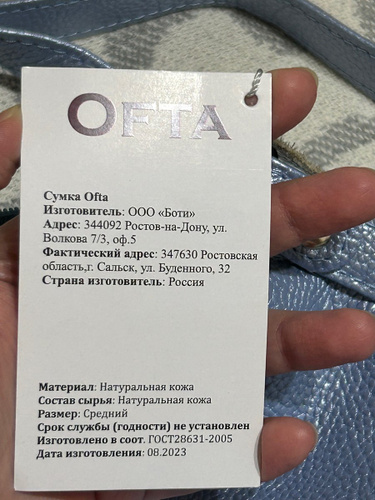 OFTA
Сумка Ofta
Изготовитель: ООО «Боти»
Адрес: 344092 Ростов-на-Дону, ул.
Волкова 7/3, оф.5
Фактический адрес: 347630 Ростовская
область,г. Сальск, ул. Буденного, 32
Страна изготовитель: Россия
Материал: Натуральная кожа
Состав сырья: Натуральная кожа
Размер: Средний
Срок службы (годности) не установлен
Изготовлено в соот. ГОСТ28631-2005
Дата изготовления: 08.2023